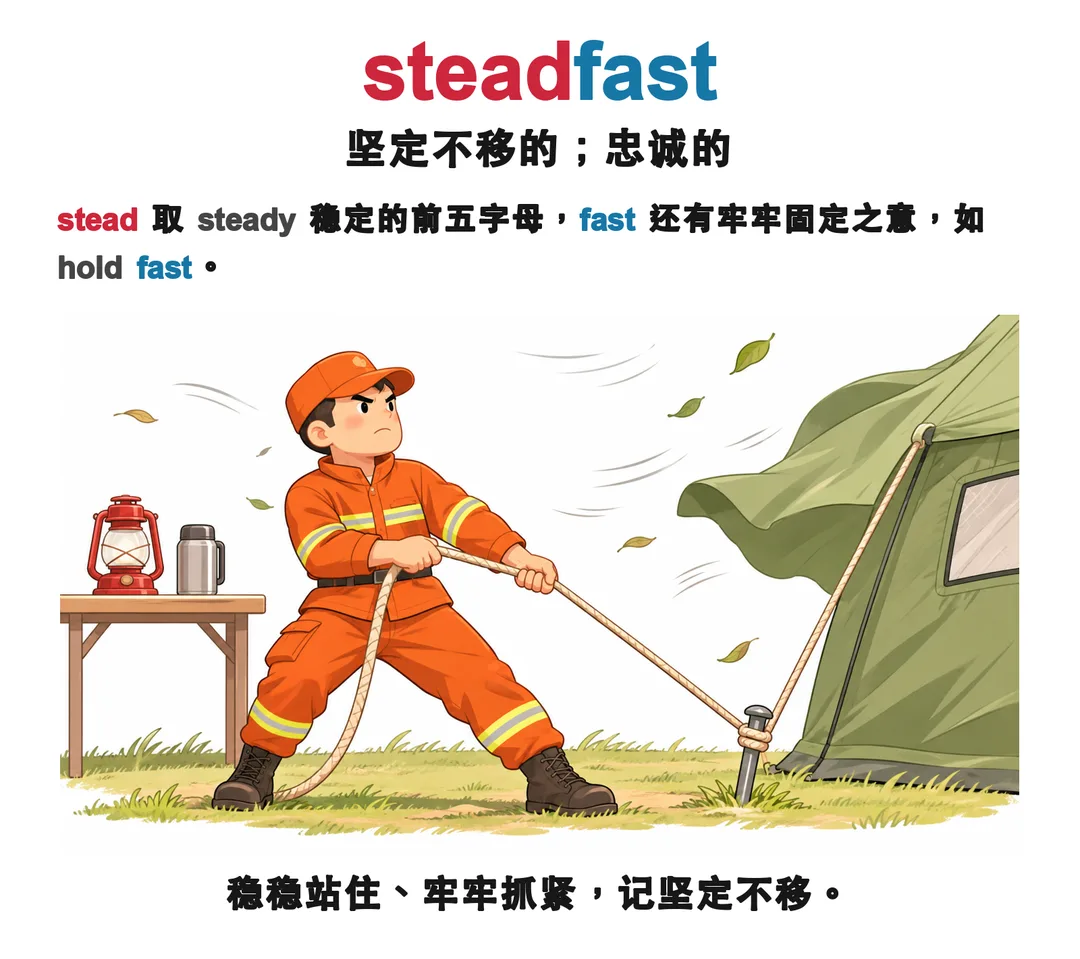 steadfast
坚定不移的；忠诚的
stead 取 steady 稳定的前五字母，fast 还有牢牢固定之意，如
hold fast。
稳稳站住、牢牢抓紧，记坚定不移。